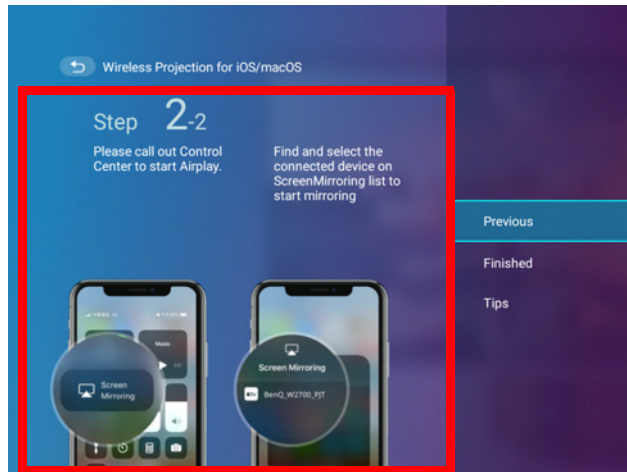 Wireless Projection for iOS/macOS
Step 2-2
Please call out Control
Center to start Airplay.
Find and select the
connected device on
ScreenMirroring list to
start mirroring
Previous
Finished
Tips
Music
Screen
Mirroring
Screen Mirroring
BenQ_W2700_PJT